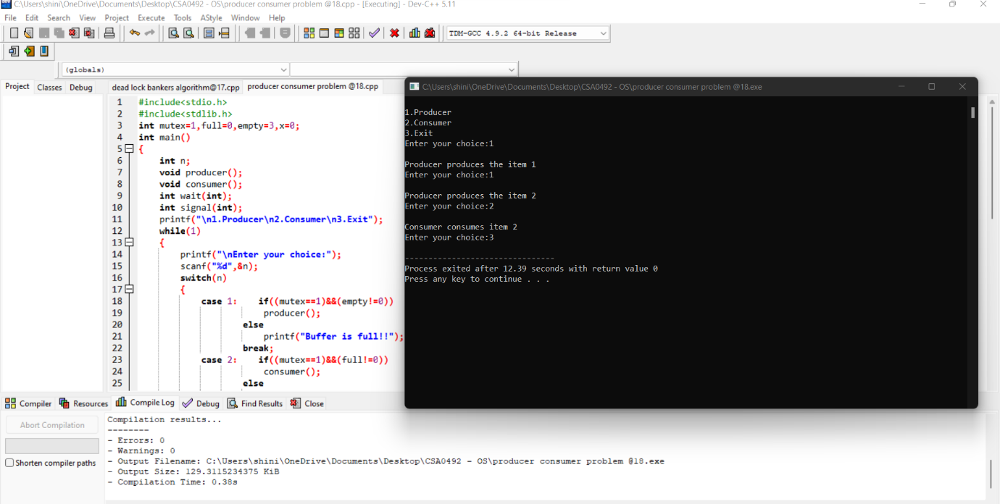 C:\Users\shini\OneDrive\Documents\Desktop\CSA0492 - OS\producer consumer problem @18.cpp - [Executing] - Dev-C++ 5.11
File Edit Search View Project Execute Tools AStyle Window Help
TDM-GCC 4.9.2 64-bit Release
(globals)
Project Classes Debug
dead lock bankers algorithm@17.cpp producer consumer problem @18.cpp
1 #include<stdio.h>
2 #include<stdlib.h>
3 int mutex=1,full=0,empty=3,x=0;
4 int main()
5 {
6 int n;
7 void producer();
8 void consumer();
9 int wait(int);
10 int signal(int);
11 printf("\n1.Producer\n2.Consumer\n3.Exit");
12 while(1)
13 {
14 printf("\nEnter your choice:");
15 scanf("%d",&n);
16 switch(n)
17 {
18 case 1: if((mutex==1)&&(empty!=0))
19 producer();
20 else
21 printf("Buffer is full!!");
22 break;
23 case 2: if((mutex==1)&&(full!=0))
24 consumer();
25 else
C:\Users\shini\OneDrive\Documents\Desktop\CSA0492 - OS\producer consumer problem @18.exe
1.Producer
2.Consumer
3.Exit
Enter your choice:1
Producer produces the item 1
Enter your choice:1
Producer produces the item 2
Enter your choice:2
Consumer consumes item 2
Enter your choice:3
--------------------------------
Process exited after 12.39 seconds with return value 0
Press any key to continue . . .
Compiler Resources Compile Log Debug Find Results Close
Abort Compilation
Shorten compiler paths
Compilation results...
--------
- Errors: 0
- Warnings: 0
- Output Filename: C:\Users\shini\OneDrive\Documents\Desktop\CSA0492 - OS\producer consumer problem @18.exe
- Output Size: 129.3115234375 KiB
- Compilation Time: 0.38s